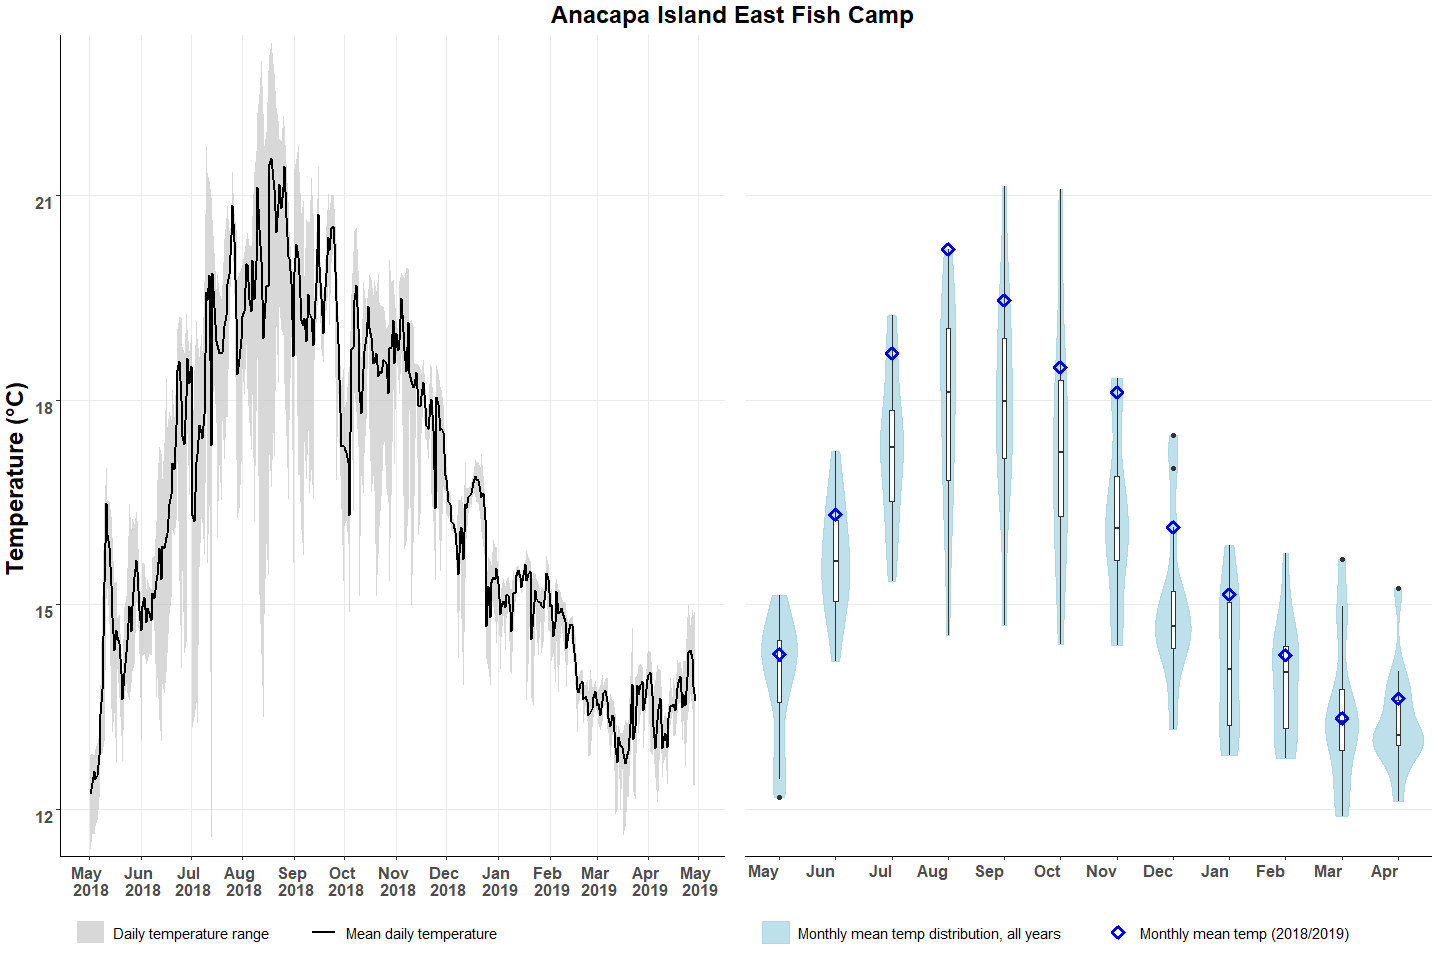 Anacapa Island East Fish Camp
Temperature (°C)
21
18
15
12
May Jun Jul Aug Sep Oct Nov Dec Jan Feb Mar Apr May
2018 2018 2018 2018 2018 2018 2018 2018 2019 2019 2019 2019 2019
May Jun Jul Aug Sep Oct Nov Dec Jan Feb Mar Apr
Daily temperature range Mean daily temperature
Monthly mean temp distribution, all years Monthly mean temp (2018/2019)